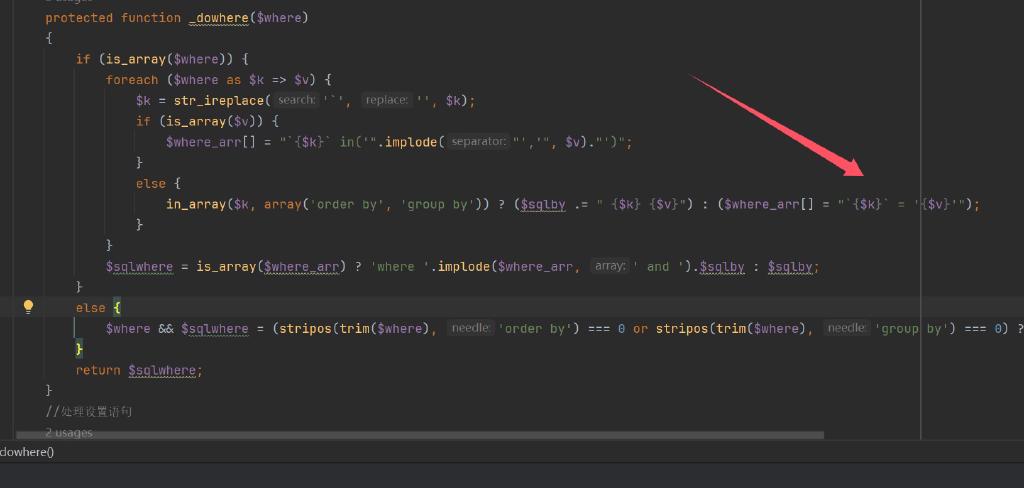 protected function _dowhere($where)
{
if (is_array($where)) {
foreach ($where as $k => $v) {
$k = str_ireplace( search: '`', replace: '', $k);
if (is_array($v)) {
$where_arr[] = "`{$k}` in('".implode( separator: "','", $v)."')";
}
else {
in_array($k, array('order by', 'group by')) ? ($sqlby .= " {$k} {$v}") : ($where_arr[] = "`{$k}` = '{$v}'");
}
}
$sqlwhere = is_array($where_arr) ? 'where '.implode($where_arr, array: ' and ').$sqlby : $sqlby;
}
else {
$where && $sqlwhere = (stripos(trim($where), needle: 'order by') === 0 or stripos(trim($where), needle: 'group by') === 0) ?
}
return $sqlwhere;
}
//处理设置语句
2 usages
dowhere()